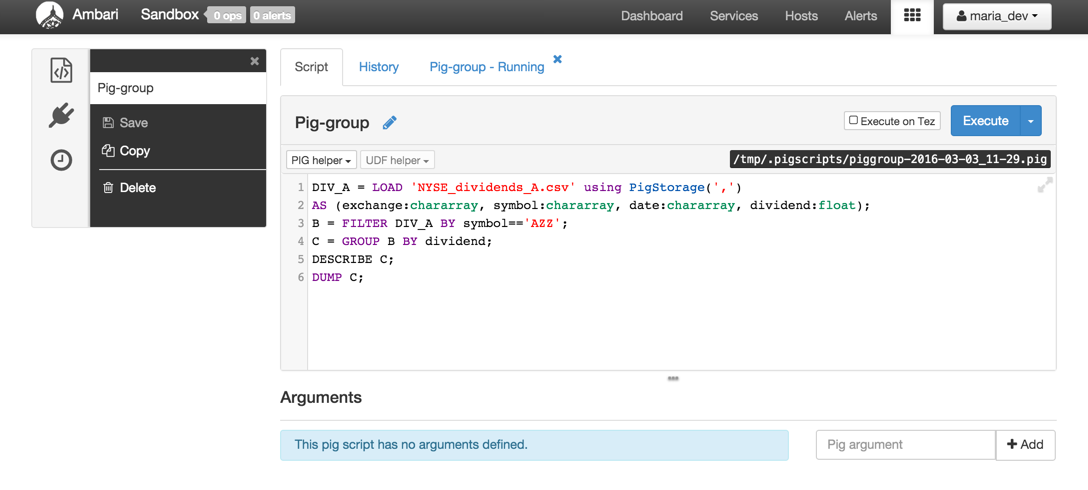 Ambari Sandbox 0 ops 0 alerts Dashboard Services Hosts Alerts maria_dev
Pig-group
Save
Copy
Delete
Script History Pig-group - Running
Pig-group
Execute on Tez Execute
PIG helper UDF helper /tmp/.pigscripts/piggroup-2016-03-03_11-29.pig
1 DIV_A = LOAD 'NYSE_dividends_A.csv' using PigStorage(',')
2 AS (exchange:chararray, symbol:chararray, date:chararray, dividend:float);
3 B = FILTER DIV_A BY symbol=='AZZ';
4 C = GROUP B BY dividend;
5 DESCRIBE C;
6 DUMP C;
Arguments
This pig script has no arguments defined. Pig argument + Add